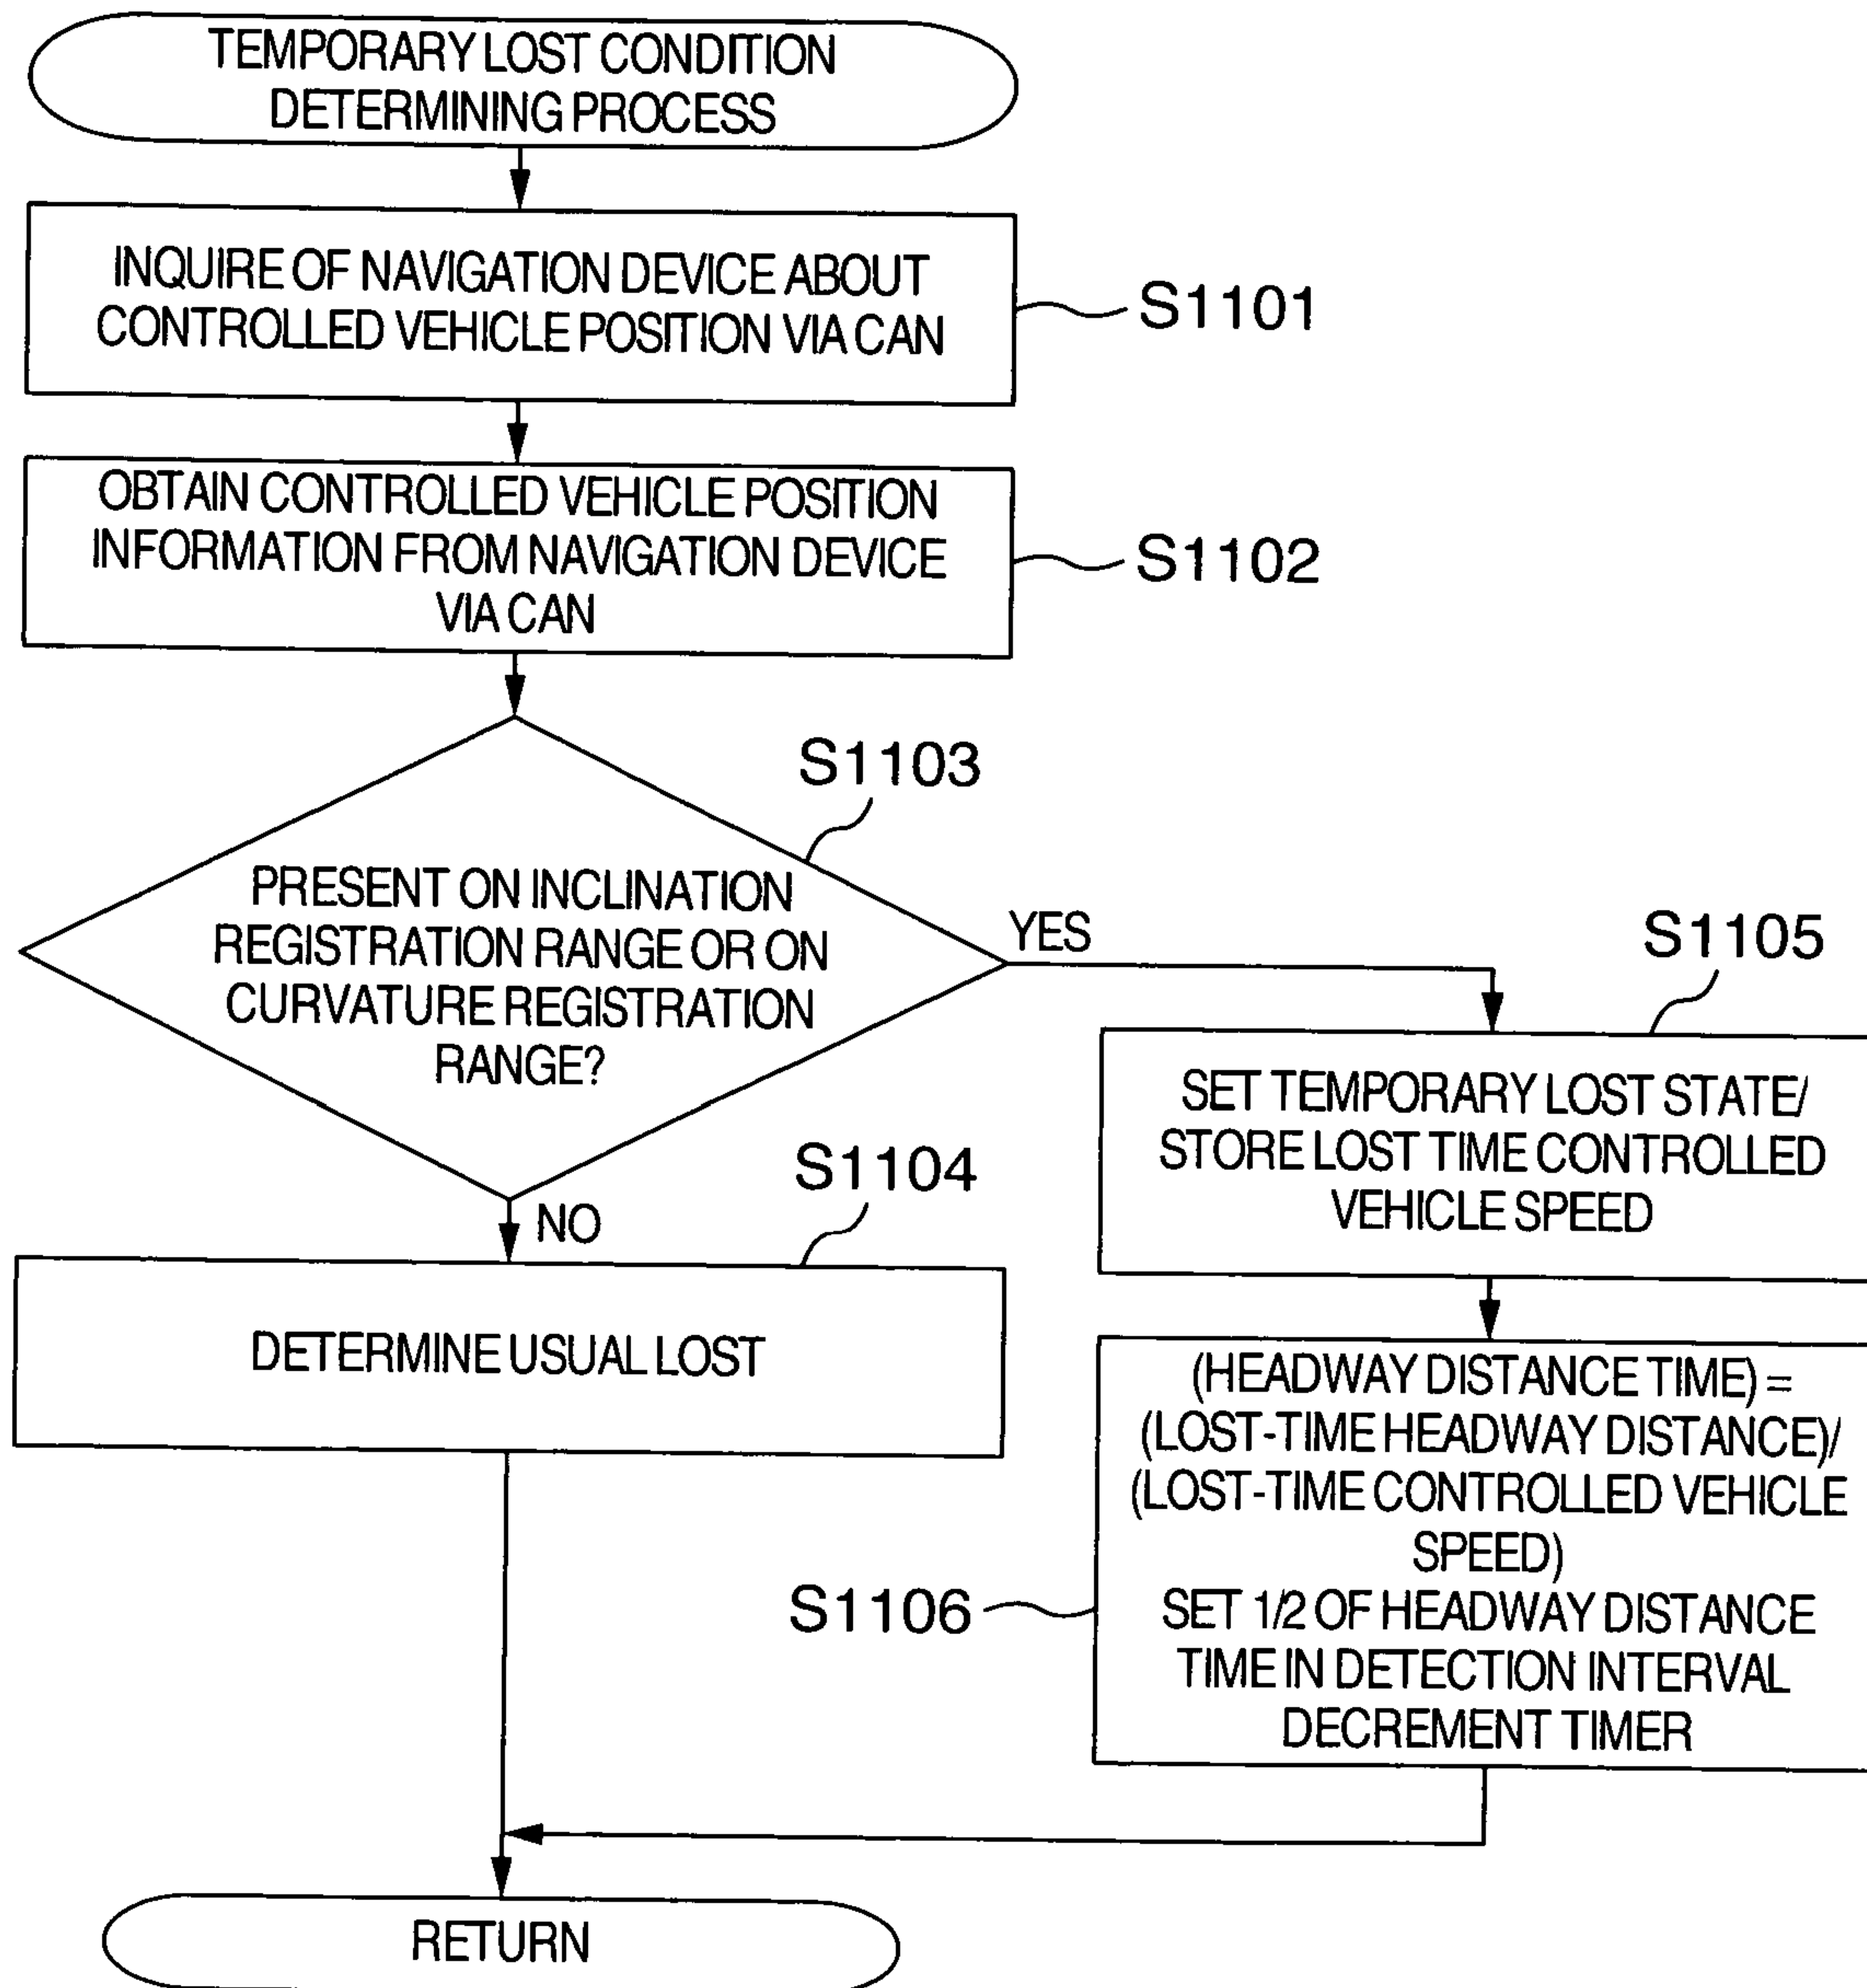 TEMPORARY LOST CONDITION
DETERMINING PROCESS
INQUIRE OF NAVIGATION DEVICE ABOUT
CONTROLLED VEHICLE POSITION VIA CAN
S1101
OBTAIN CONTROLLED VEHICLE POSITION
INFORMATION FROM NAVIGATION DEVICE
VIA CAN
S1102
S1103
PRESENT ON INCLINATION
REGISTRATION RANGE OR ON
CURVATURE REGISTRATION
RANGE?
YES
NO
S1104
DETERMINE USUAL LOST
S1105
SET TEMPORARY LOST STATE/
STORE LOST TIME CONTROLLED
VEHICLE SPEED
(HEADWAY DISTANCE TIME) =
(LOST-TIME HEADWAY DISTANCE)/
(LOST-TIME CONTROLLED VEHICLE
SPEED)
SET 1/2 OF HEADWAY DISTANCE
TIME IN DETECTION INTERVAL
DECREMENT TIMER
S1106
RETURN